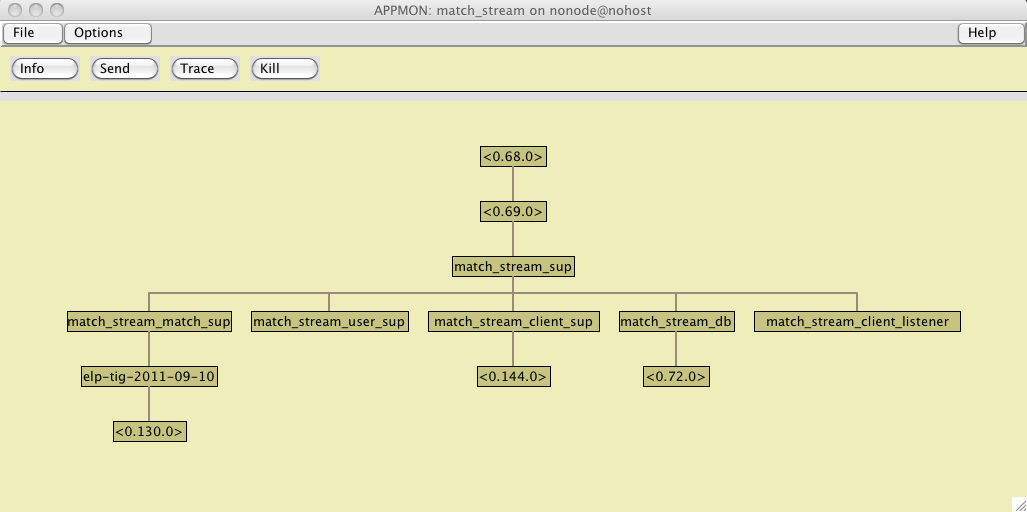 APPMON: match_stream on nonode@nohost
File Options Help
Info Send Trace Kill
<0.68.0>
<0.69.0>
match_stream_sup
match_stream_match_sup match_stream_user_sup match_stream_client_sup match_stream_db match_stream_client_listener
elp-tig-2011-09-10 <0.144.0> <0.72.0>
<0.130.0>